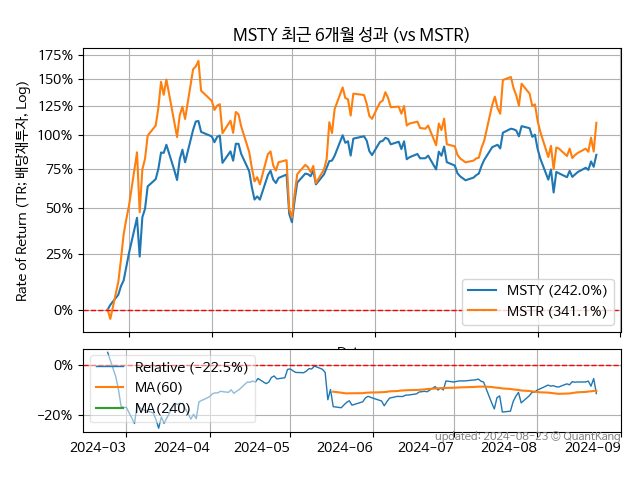 MSTY 최근 6개월 성과 (vs MSTR)
Rate of Return (TR: 배당재투자, Log)
175%
150%
125%
100%
75%
50%
25%
0%
MSTY (242.0%)
MSTR (341.1%)
0%
−20%
Relative (-22.5%)
MA(60)
MA(240)
updated: 2024-08-23 © QuantKang
2024-03
2024-04
2024-05
2024-06
2024-07
2024-08
2024-09